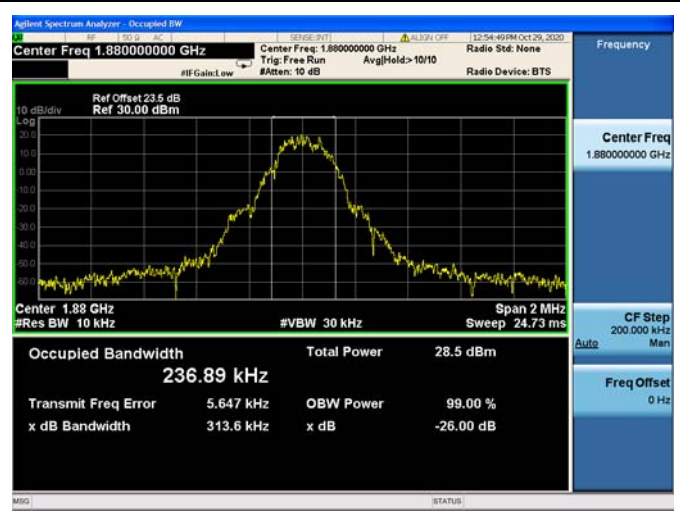 Agilent Spectrum Analyzer - Occupied BW
RF 50 Ω AC SENSE:INT ALIGN OFF 12:54:49 PM Oct 29, 2020
Center Freq 1.880000000 GHz
Center Freq: 1.880000000 GHz
Radio Std: None
Trig: Free Run Avg|Hold:>10/10
#IFGain:Low #Atten: 10 dB Radio Device: BTS
Frequency
Ref Offset 23.5 dB
10 dB/div Ref 30.00 dBm
Log
20.0
10.0
0.00
-10.0
-20.0
-30.0
-40.0
-50.0
-60.0
Center 1.88 GHz Span 2 MHz
#Res BW 10 kHz #VBW 30 kHz Sweep 24.73 ms
Occupied Bandwidth Total Power 28.5 dBm
236.89 kHz
Transmit Freq Error 5.647 kHz OBW Power 99.00 %
x dB Bandwidth 313.6 kHz x dB -26.00 dB
Center Freq
1.880000000 GHz
CF Step
200.000 kHz
Auto Man
Freq Offset
0 Hz
MSG STATUS